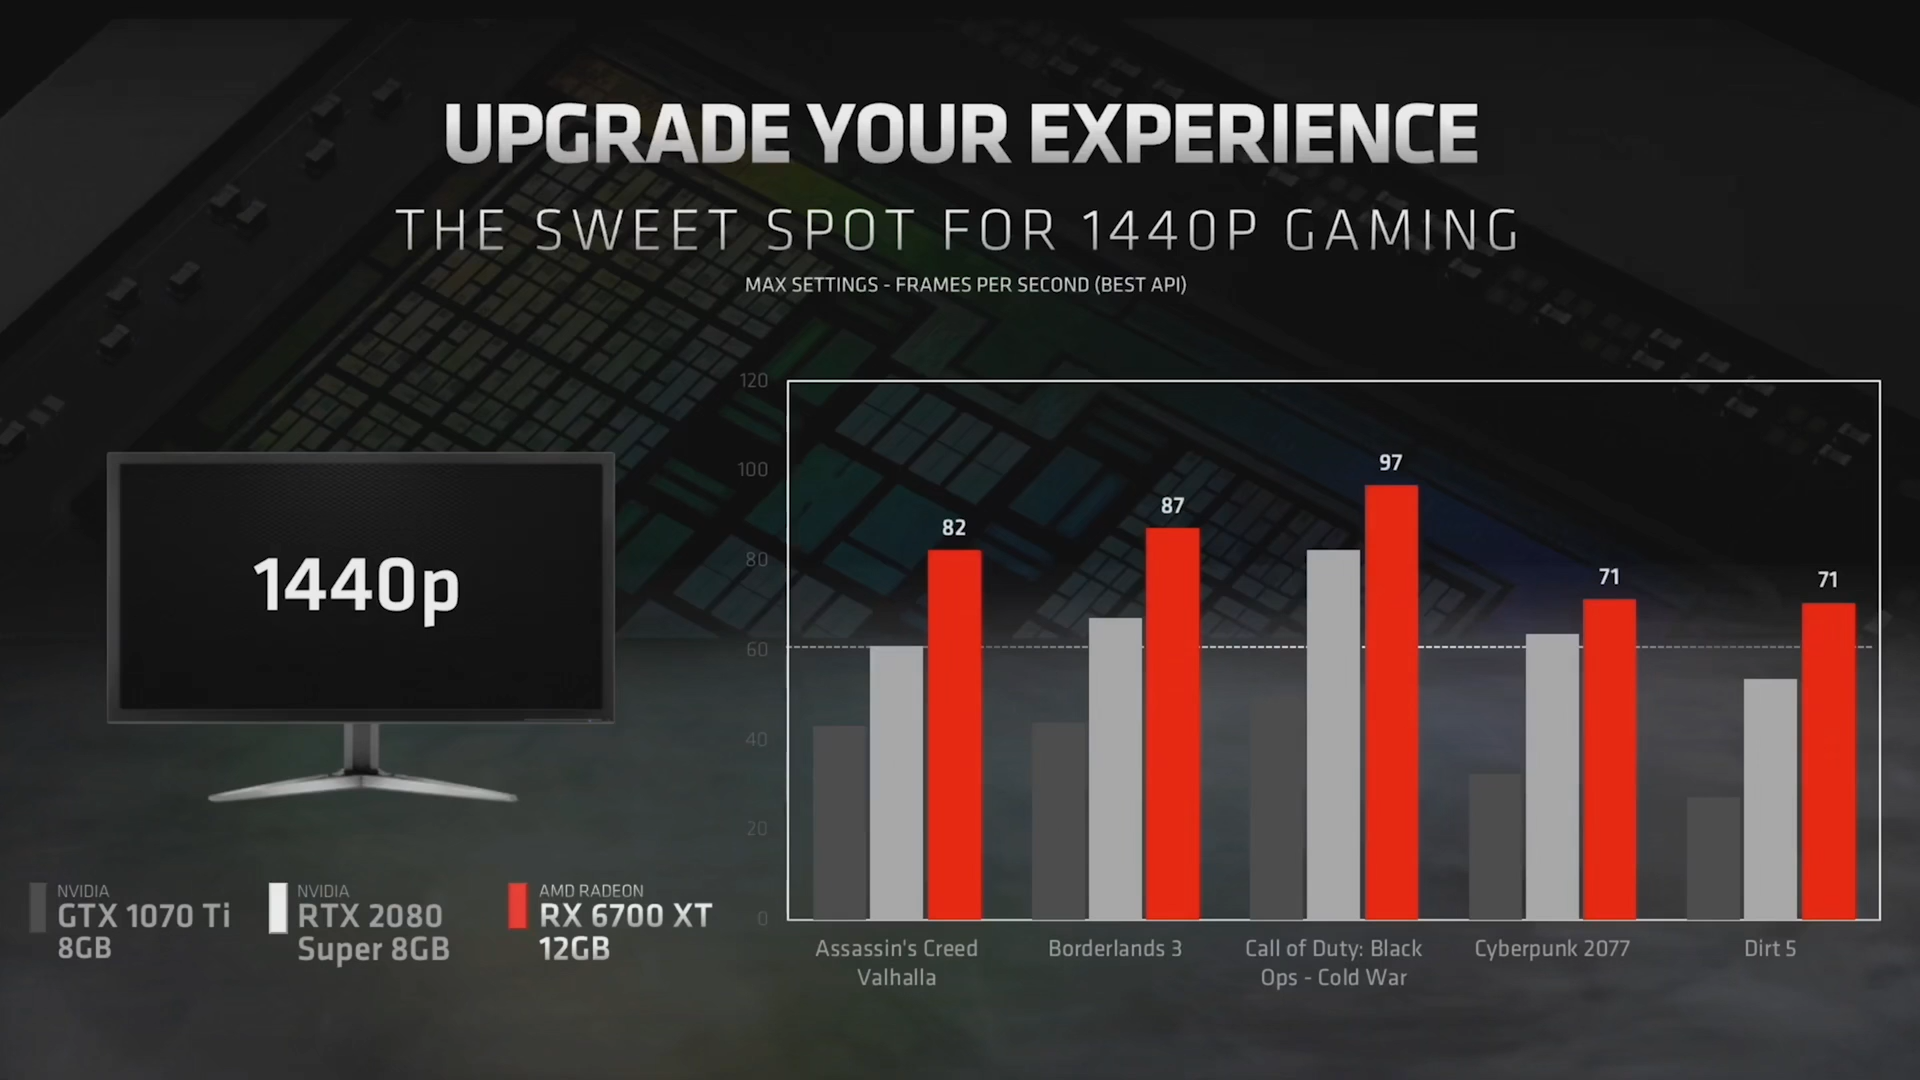 UPGRADE YOUR EXPERIENCE
THE SWEET SPOT FOR 1440P GAMING
MAX SETTINGS - FRAMES PER SECOND (BEST API)
1440p
NVIDIA
GTX 1070 Ti
8GB
NVIDIA
RTX 2080
Super 8GB
AMD RADEON
RX 6700 XT
12GB
120
100
80
60
40
20
0
82
87
97
71
71
Assassin's Creed
Valhalla
Borderlands 3
Call of Duty: Black
Ops - Cold War
Cyberpunk 2077
Dirt 5